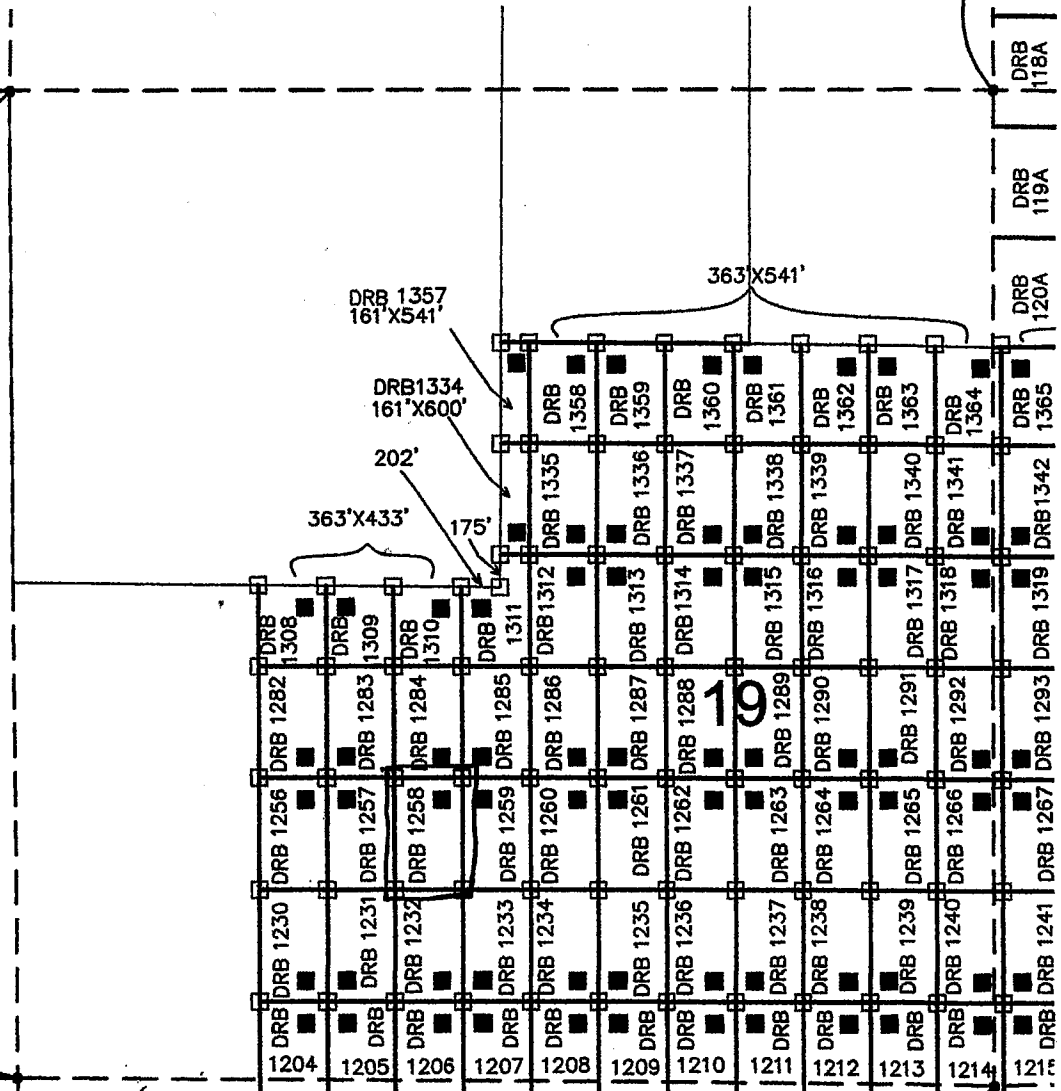 DRB
118A
DRB
119A
DRB
120A
363'X541'
DRB 1357
161'X541'
DRB1334
161'X600'
202'
175'
363'X433'
DRB
1358
DRB
1359
DRB
1360
DRB
1361
DRB
1362
DRB
1363
DRB
1364
DRB
1365
DRB 1335
DRB 1336
DRB 1337
DRB 1338
DRB 1339
DRB 1340
DRB 1341
DRB1342
DRB
1308
DRB
1309
DRB
1310
DRB
1311
DRB1312
DRB 1313
DRB 1314
DRB 1315
DRB 1316
DRB 1317
DRB 1318
DRB 1319
DRB 1282
DRB 1283
DRB 1284
DRB 1285
DRB 1286
DRB 1287
DRB 1288
19
DRB 1289
DRB 1290
DRB 1291
DRB 1292
DRB 1293
DRB 1256
DRB 1257
DRB 1258
DRB 1259
DRB 1260
DRB 1261
DRB 1262
DRB 1263
DRB 1264
DRB 1265
DRB 1266
DRB 1267
DRB 1230
DRB 1231
DRB 1232
DRB 1233
DRB 1234
DRB 1235
DRB 1236
DRB 1237
DRB 1238
DRB 1239
DRB 1240
DRB 1241
DRB
1204
DRB
1205
DRB
1206
DRB
1207
DRB
1208
DRB
1209
DRB
1210
DRB
1211
DRB
1212
DRB
1213
DRB
1214
DRB